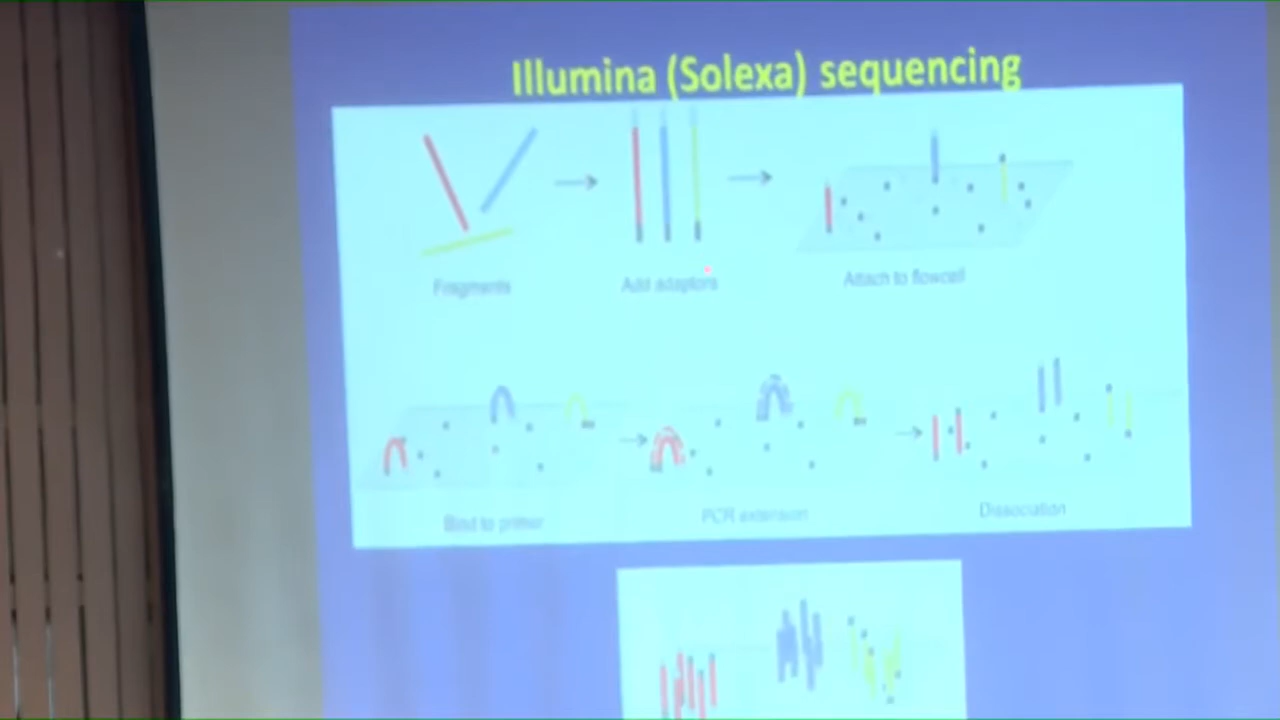 Illumina (Solexa) sequencing
Fragments
Add adaptors
Attach to flowcell
Bind to primer
PCR extension
Dissociation